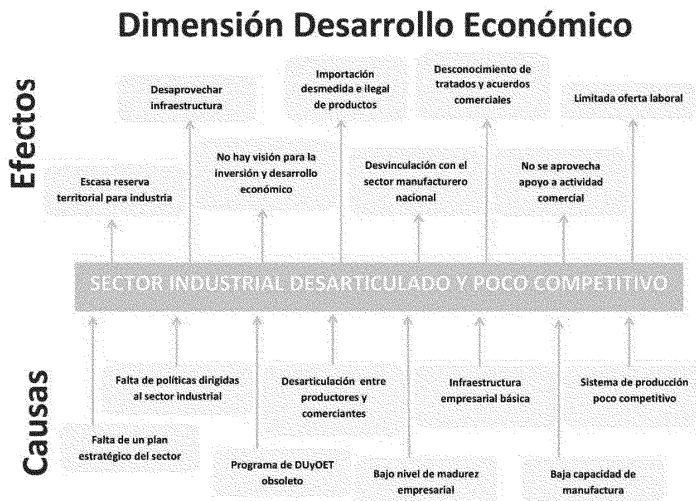 Dimensión Desarrollo Económico
Efectos
Desaprovechar
infraestructura
Importación
desmedida e ilegal
de productos
Desconocimiento de
tratados y acuerdos
comerciales
Limitada oferta laboral
Escasa reserva
territorial para industria
No hay visión para la
inversión y desarrollo
económico
Desvinculación con el
sector manufacturero
nacional
No se aprovecha
apoyo a actividad
comercial
SECTOR INDUSTRIAL DESARTICULADO Y POCO COMPETITIVO
Causas
Falta de políticas dirigidas
al sector industrial
Desarticulación entre
productores y
comerciantes
Infraestructura
empresarial básica
Sistema de producción
poco competitivo
Falta de un plan
estratégico del sector
Programa de DUyOET
obsoleto
Bajo nivel de madurez
empresarial
Baja capacidad de
manufactura